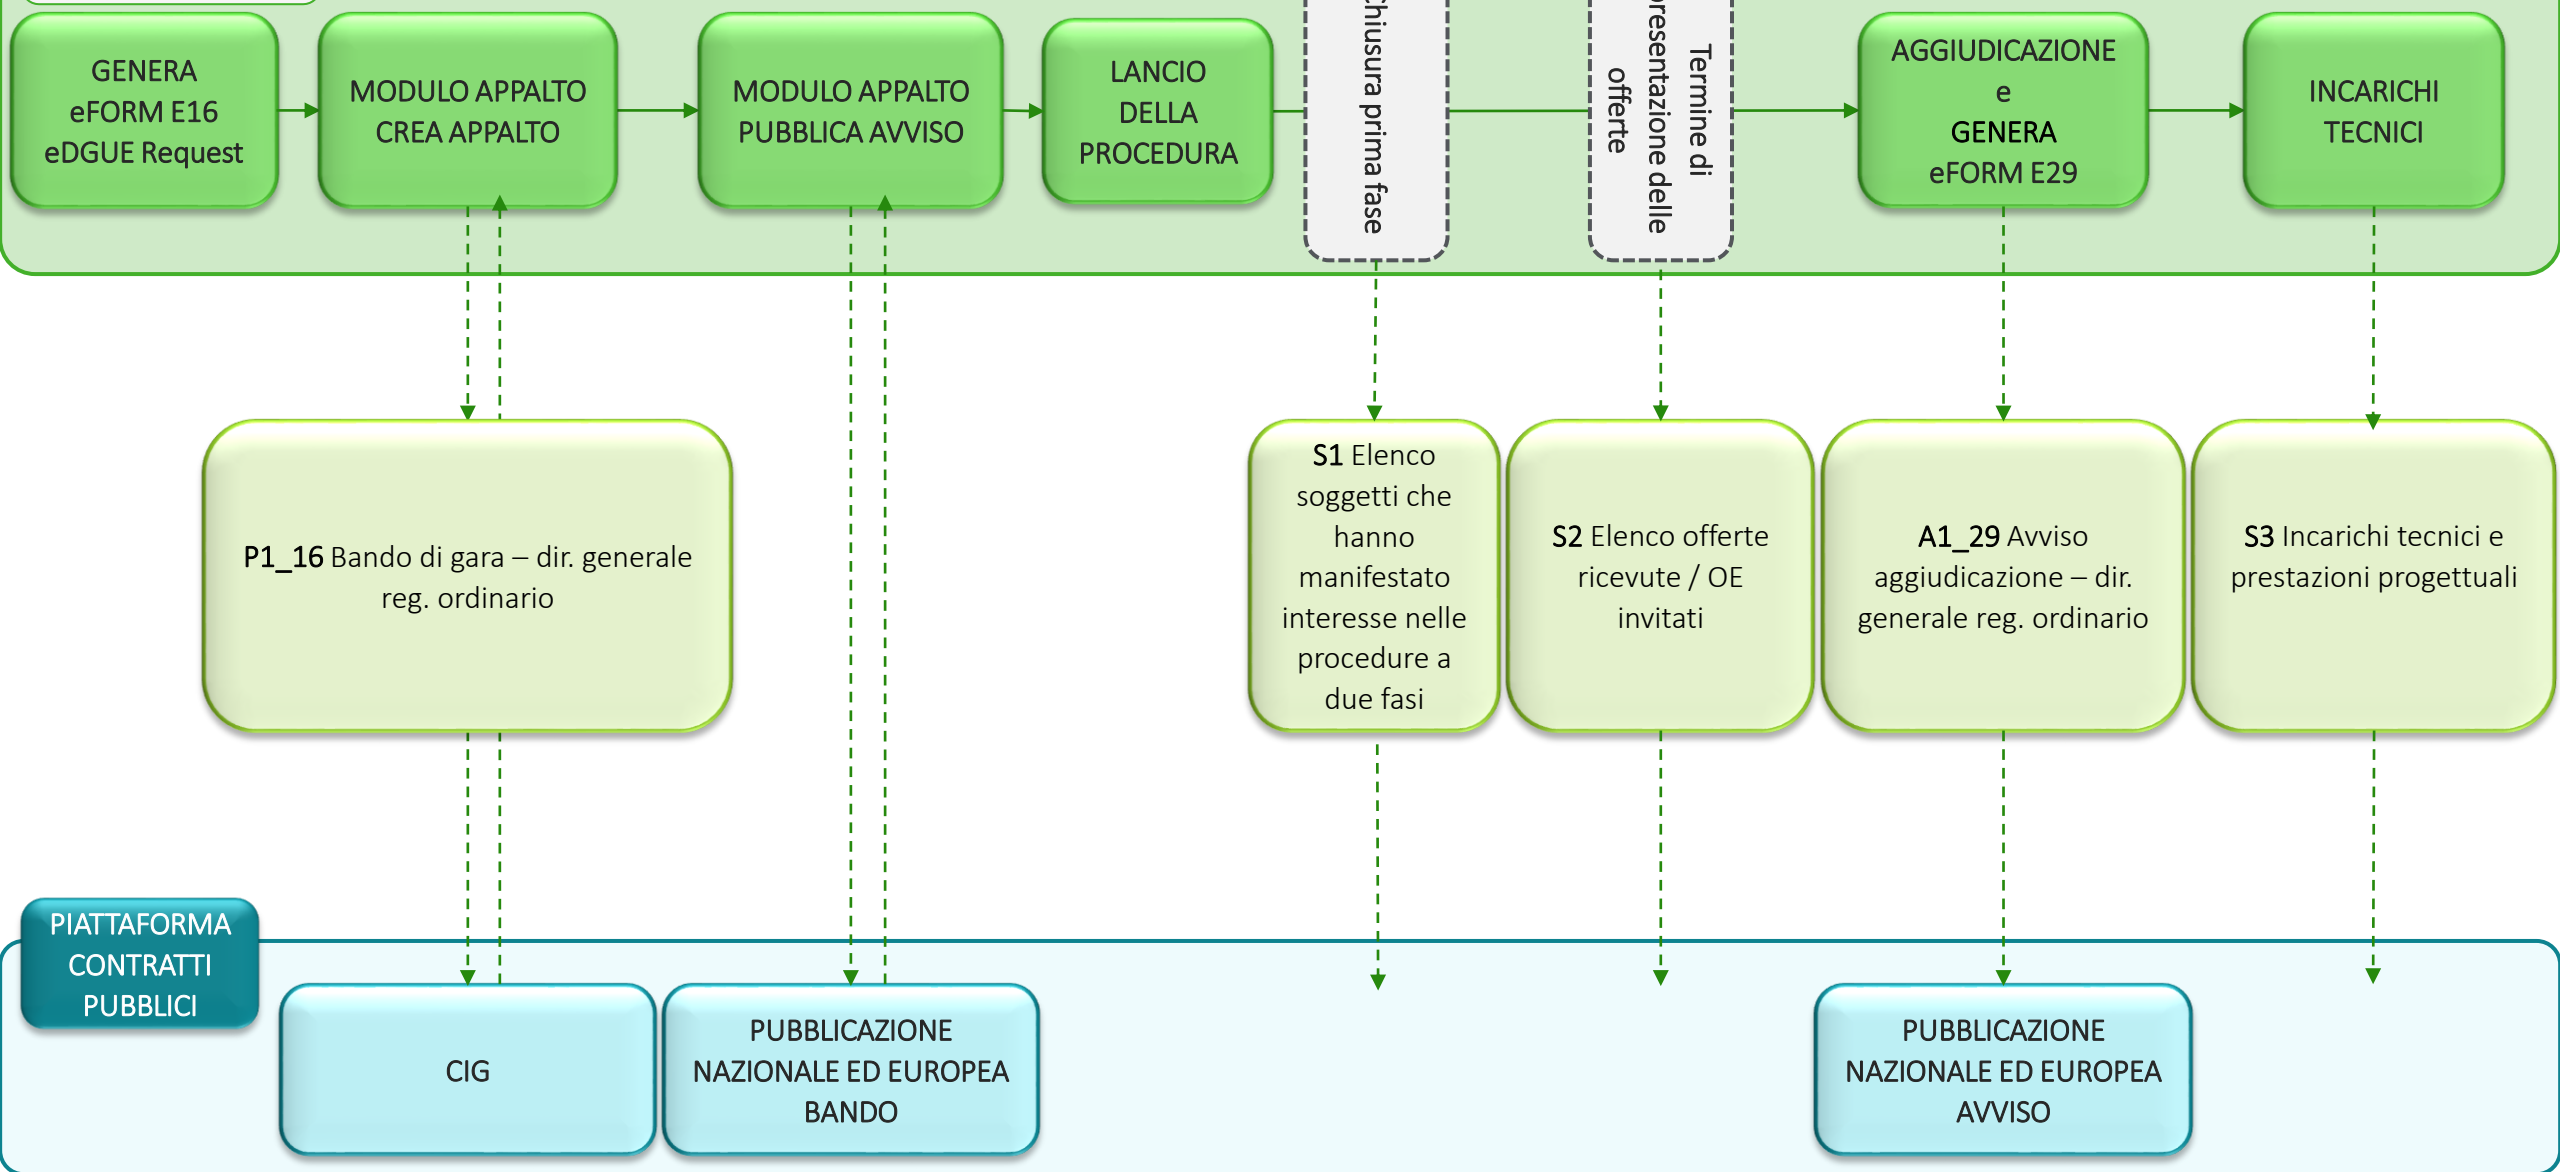 GENERA
eFORM E16
eDGUE Request
MODULO APPALTO
CREA APPALTO
MODULO APPALTO
PUBBLICA AVVISO
LANCIO
DELLA
PROCEDURA
prima fase
Termine di
delle
offerte
AGGIUDICAZIONE
e
GENERA
eFORM E29
INCARICHI
TECNICI
P1_16 Bando di gara – dir. generale
reg. ordinario
S1 Elenco
soggetti che
hanno
manifestato
interesse nelle
procedure a
due fasi
S2 Elenco offerte
ricevute / OE
invitati
A1_29 Avviso
aggiudicazione – dir.
generale reg. ordinario
S3 Incarichi tecnici e
prestazioni progettuali
PIATTAFORMA
CONTRATTI
PUBBLICI
CIG
PUBBLICAZIONE
NAZIONALE ED EUROPEA
BANDO
PUBBLICAZIONE
NAZIONALE ED EUROPEA
AVVISO